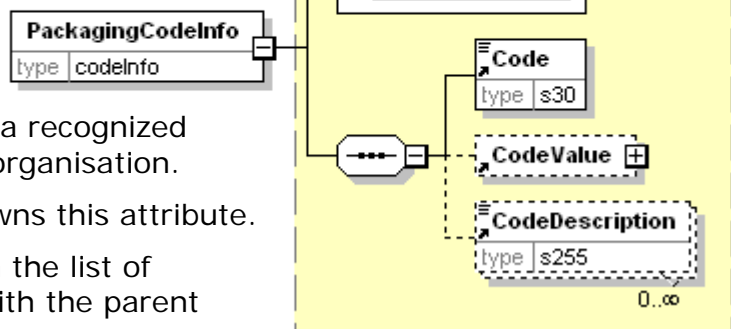 PackagingCodeInfo
type codeInfo
a recognized
organisation.
wns this attribute.
the list of
ith the parent
Code
type s30
CodeValue
CodeDescription
type s255
0..∞